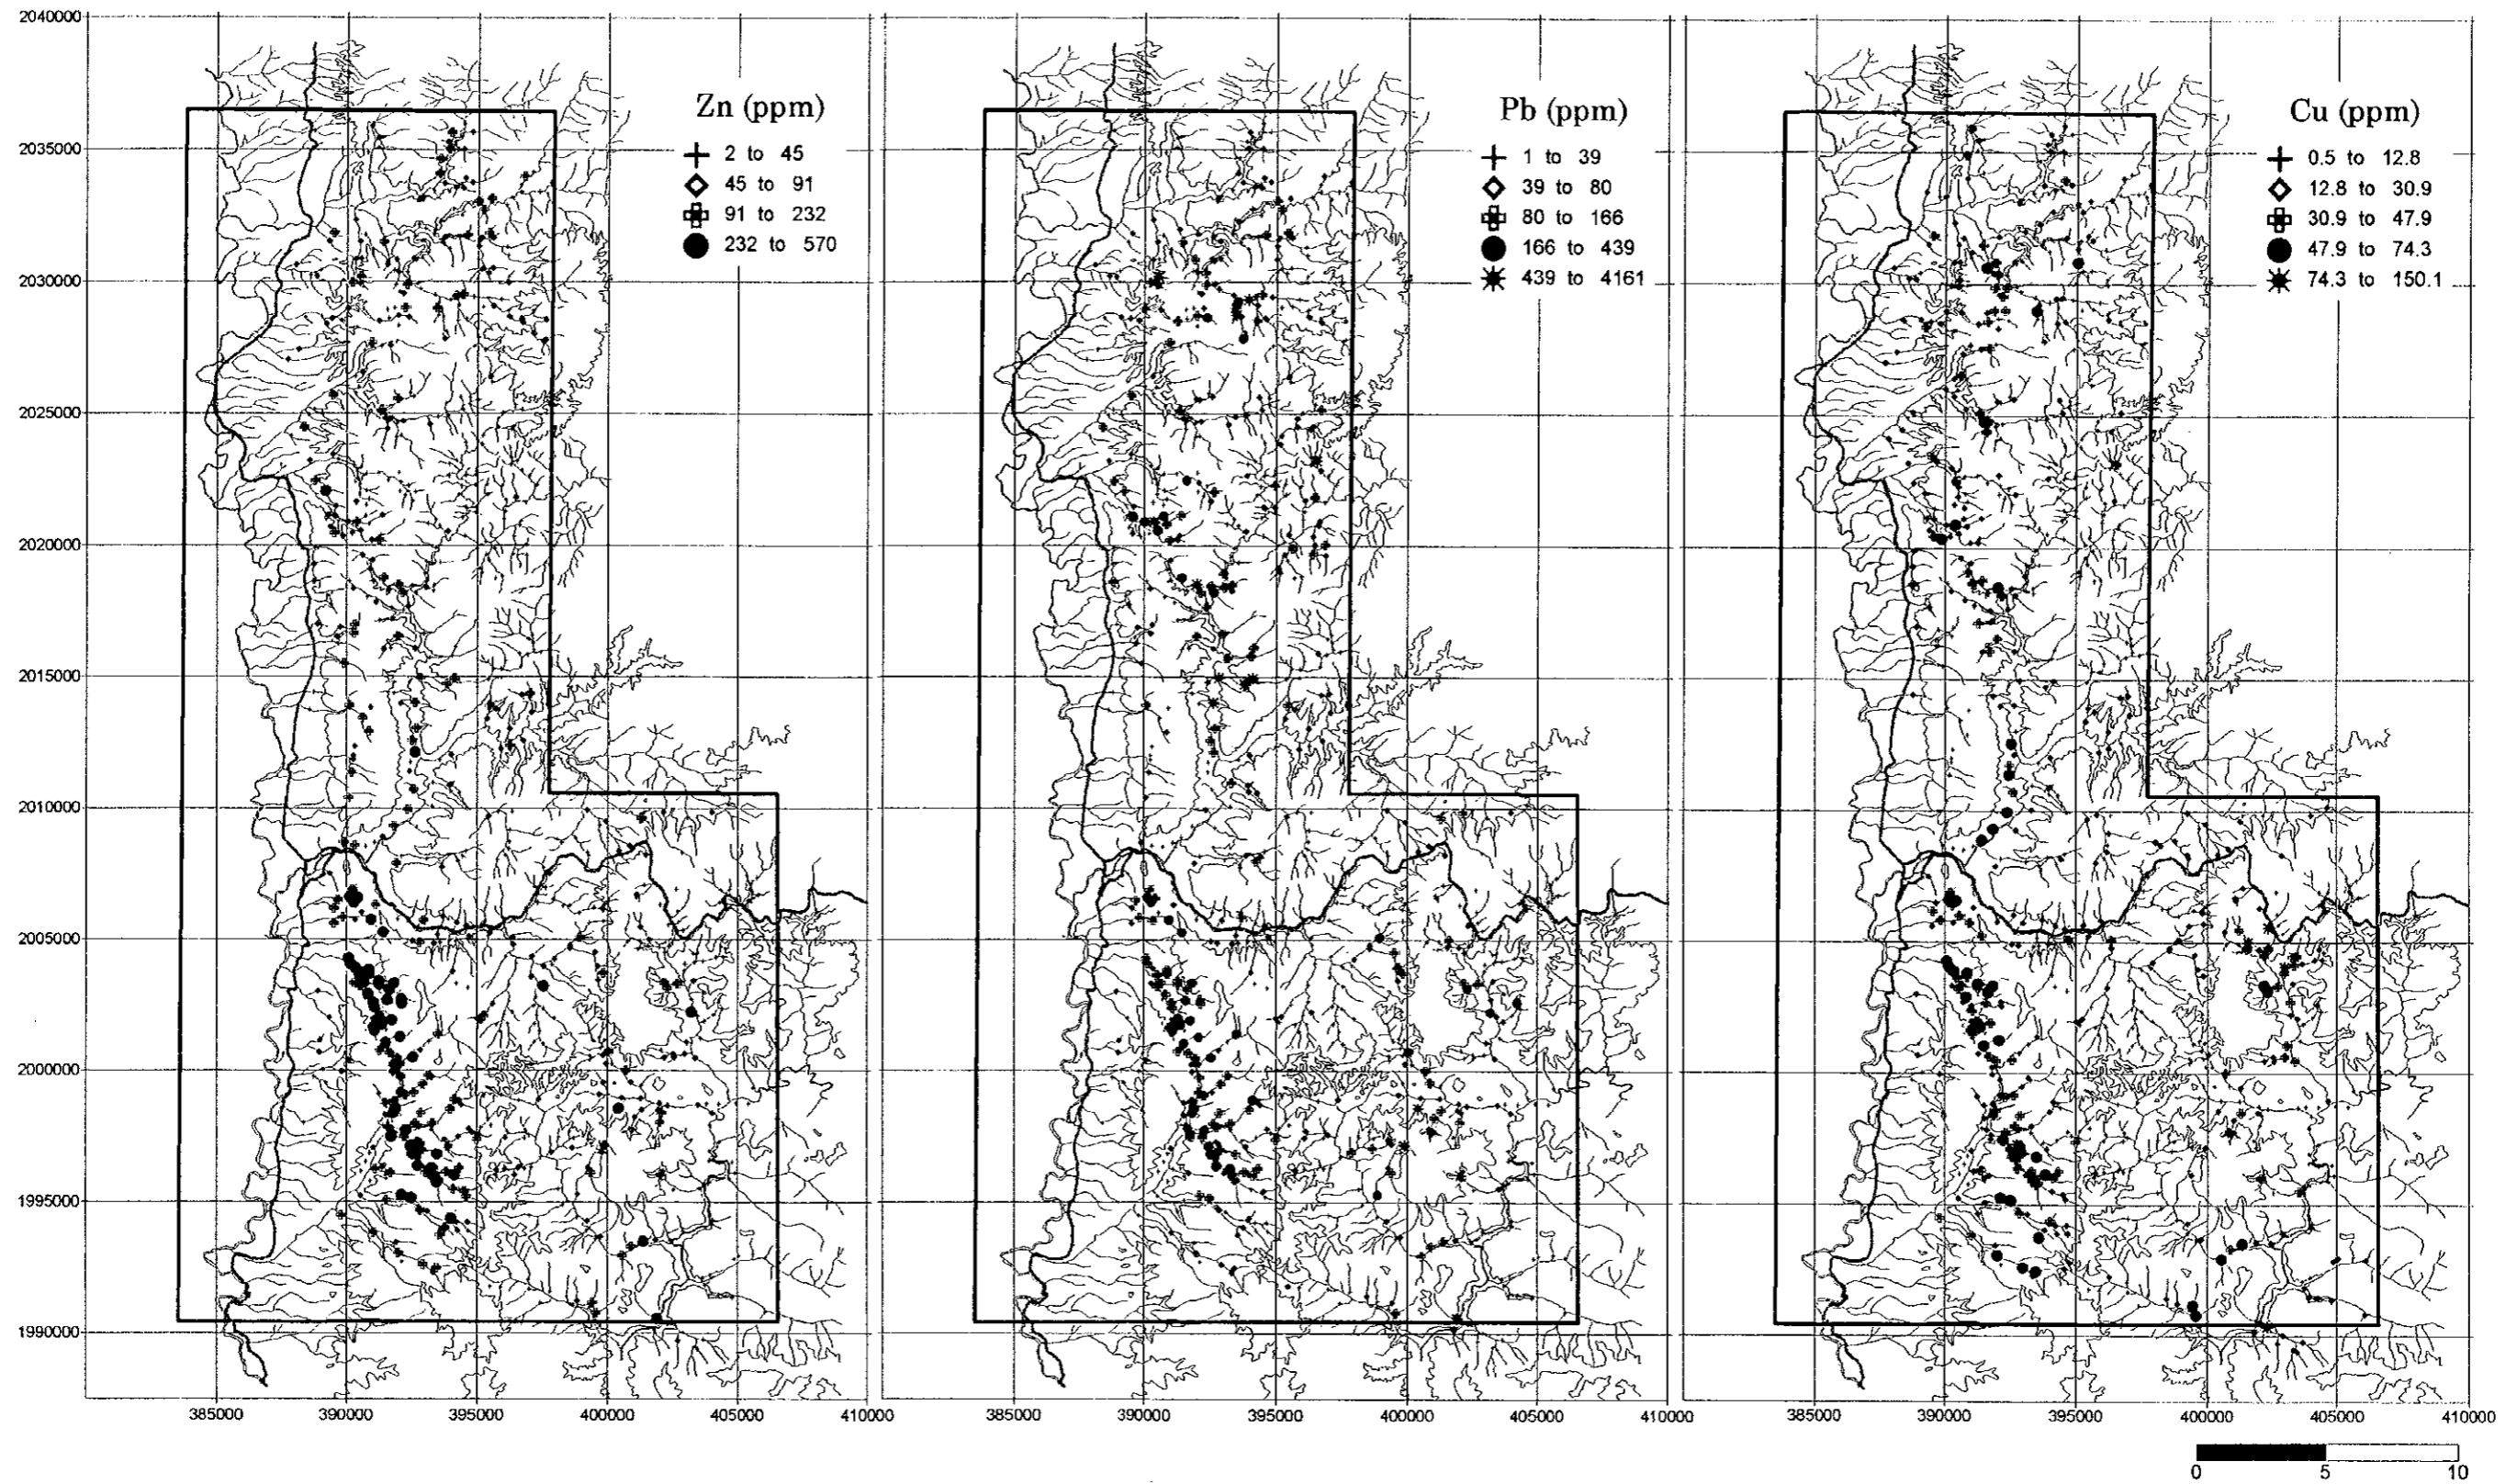 2040000
2035000
2030000
2025000
2020000
2015000
2010000
2005000
2000000
1995000
1990000
Zn (ppm)
2 to 45
45 to 91
91 to 232
232 to 570
Pb (ppm)
1 to 39
39 to 80
80 to 166
166 to 439
439 to 4161
Cu (ppm)
0.5 to 12.8
12.8 to 30.9
30.9 to 47.9
47.9 to 74.3
74.3 to 150.1
385000 390000 395000 400000 405000 410000
385000 390000 395000 400000 405000 410000
385000 390000 395000 400000 405000 410000
0 5 10